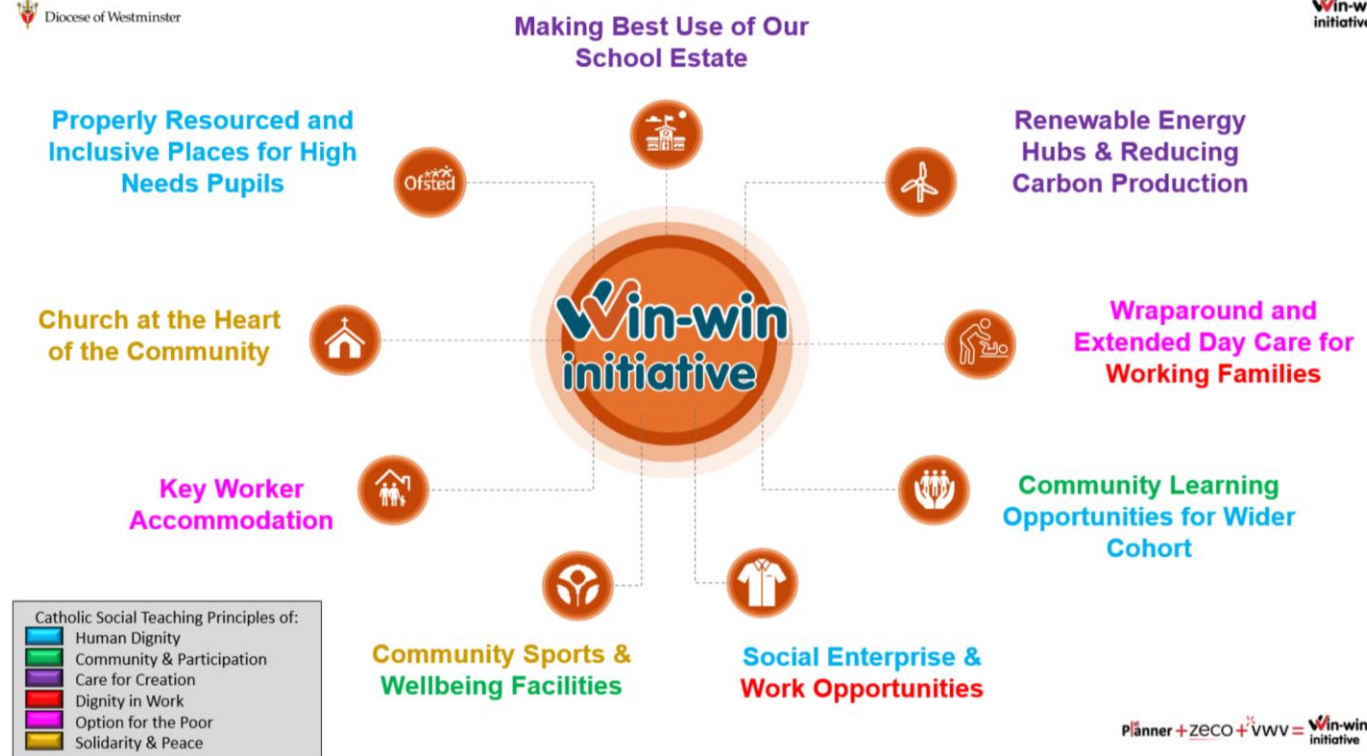 Diocese of Westminster
Win-w
initiative
Making Best Use of Our
School Estate
Properly Resourced and
Inclusive Places for High
Needs Pupils
Ofsted
Renewable Energy
Hubs & Reducing
Carbon Production
Church at the Heart
of the Community
Win-win
initiative
Wraparound and
Extended Day Care for
Working Families
Key Worker
Accommodation
Community Learning
Opportunities for Wider
Cohort
Community Sports &
Wellbeing Facilities
Social Enterprise &
Work Opportunities
Catholic Social Teaching Principles of:
Human Dignity
Community & Participation
Care for Creation
Dignity in Work
Option for the Poor
Solidarity & Peace
Planner + zeco + vwv = Win-win
initiative